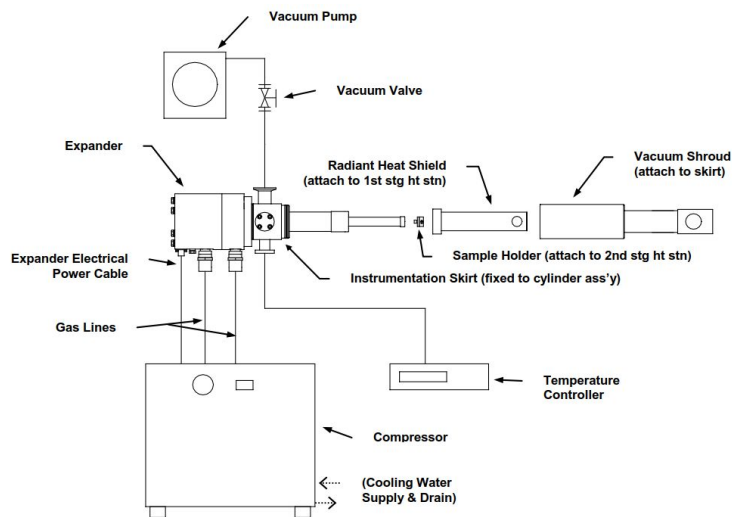 Vacuum Pump
Vacuum Valve
Expander
Radiant Heat Shield
(attach to 1st stg ht stn)
Vacuum Shroud
(attach to skirt)
Expander Electrical
Power Cable
Sample Holder (attach to 2nd stg ht stn)
Instrumentation Skirt (fixed to cylinder ass'y)
Gas Lines
Temperature
Controller
Compressor
(Cooling Water
Supply & Drain)